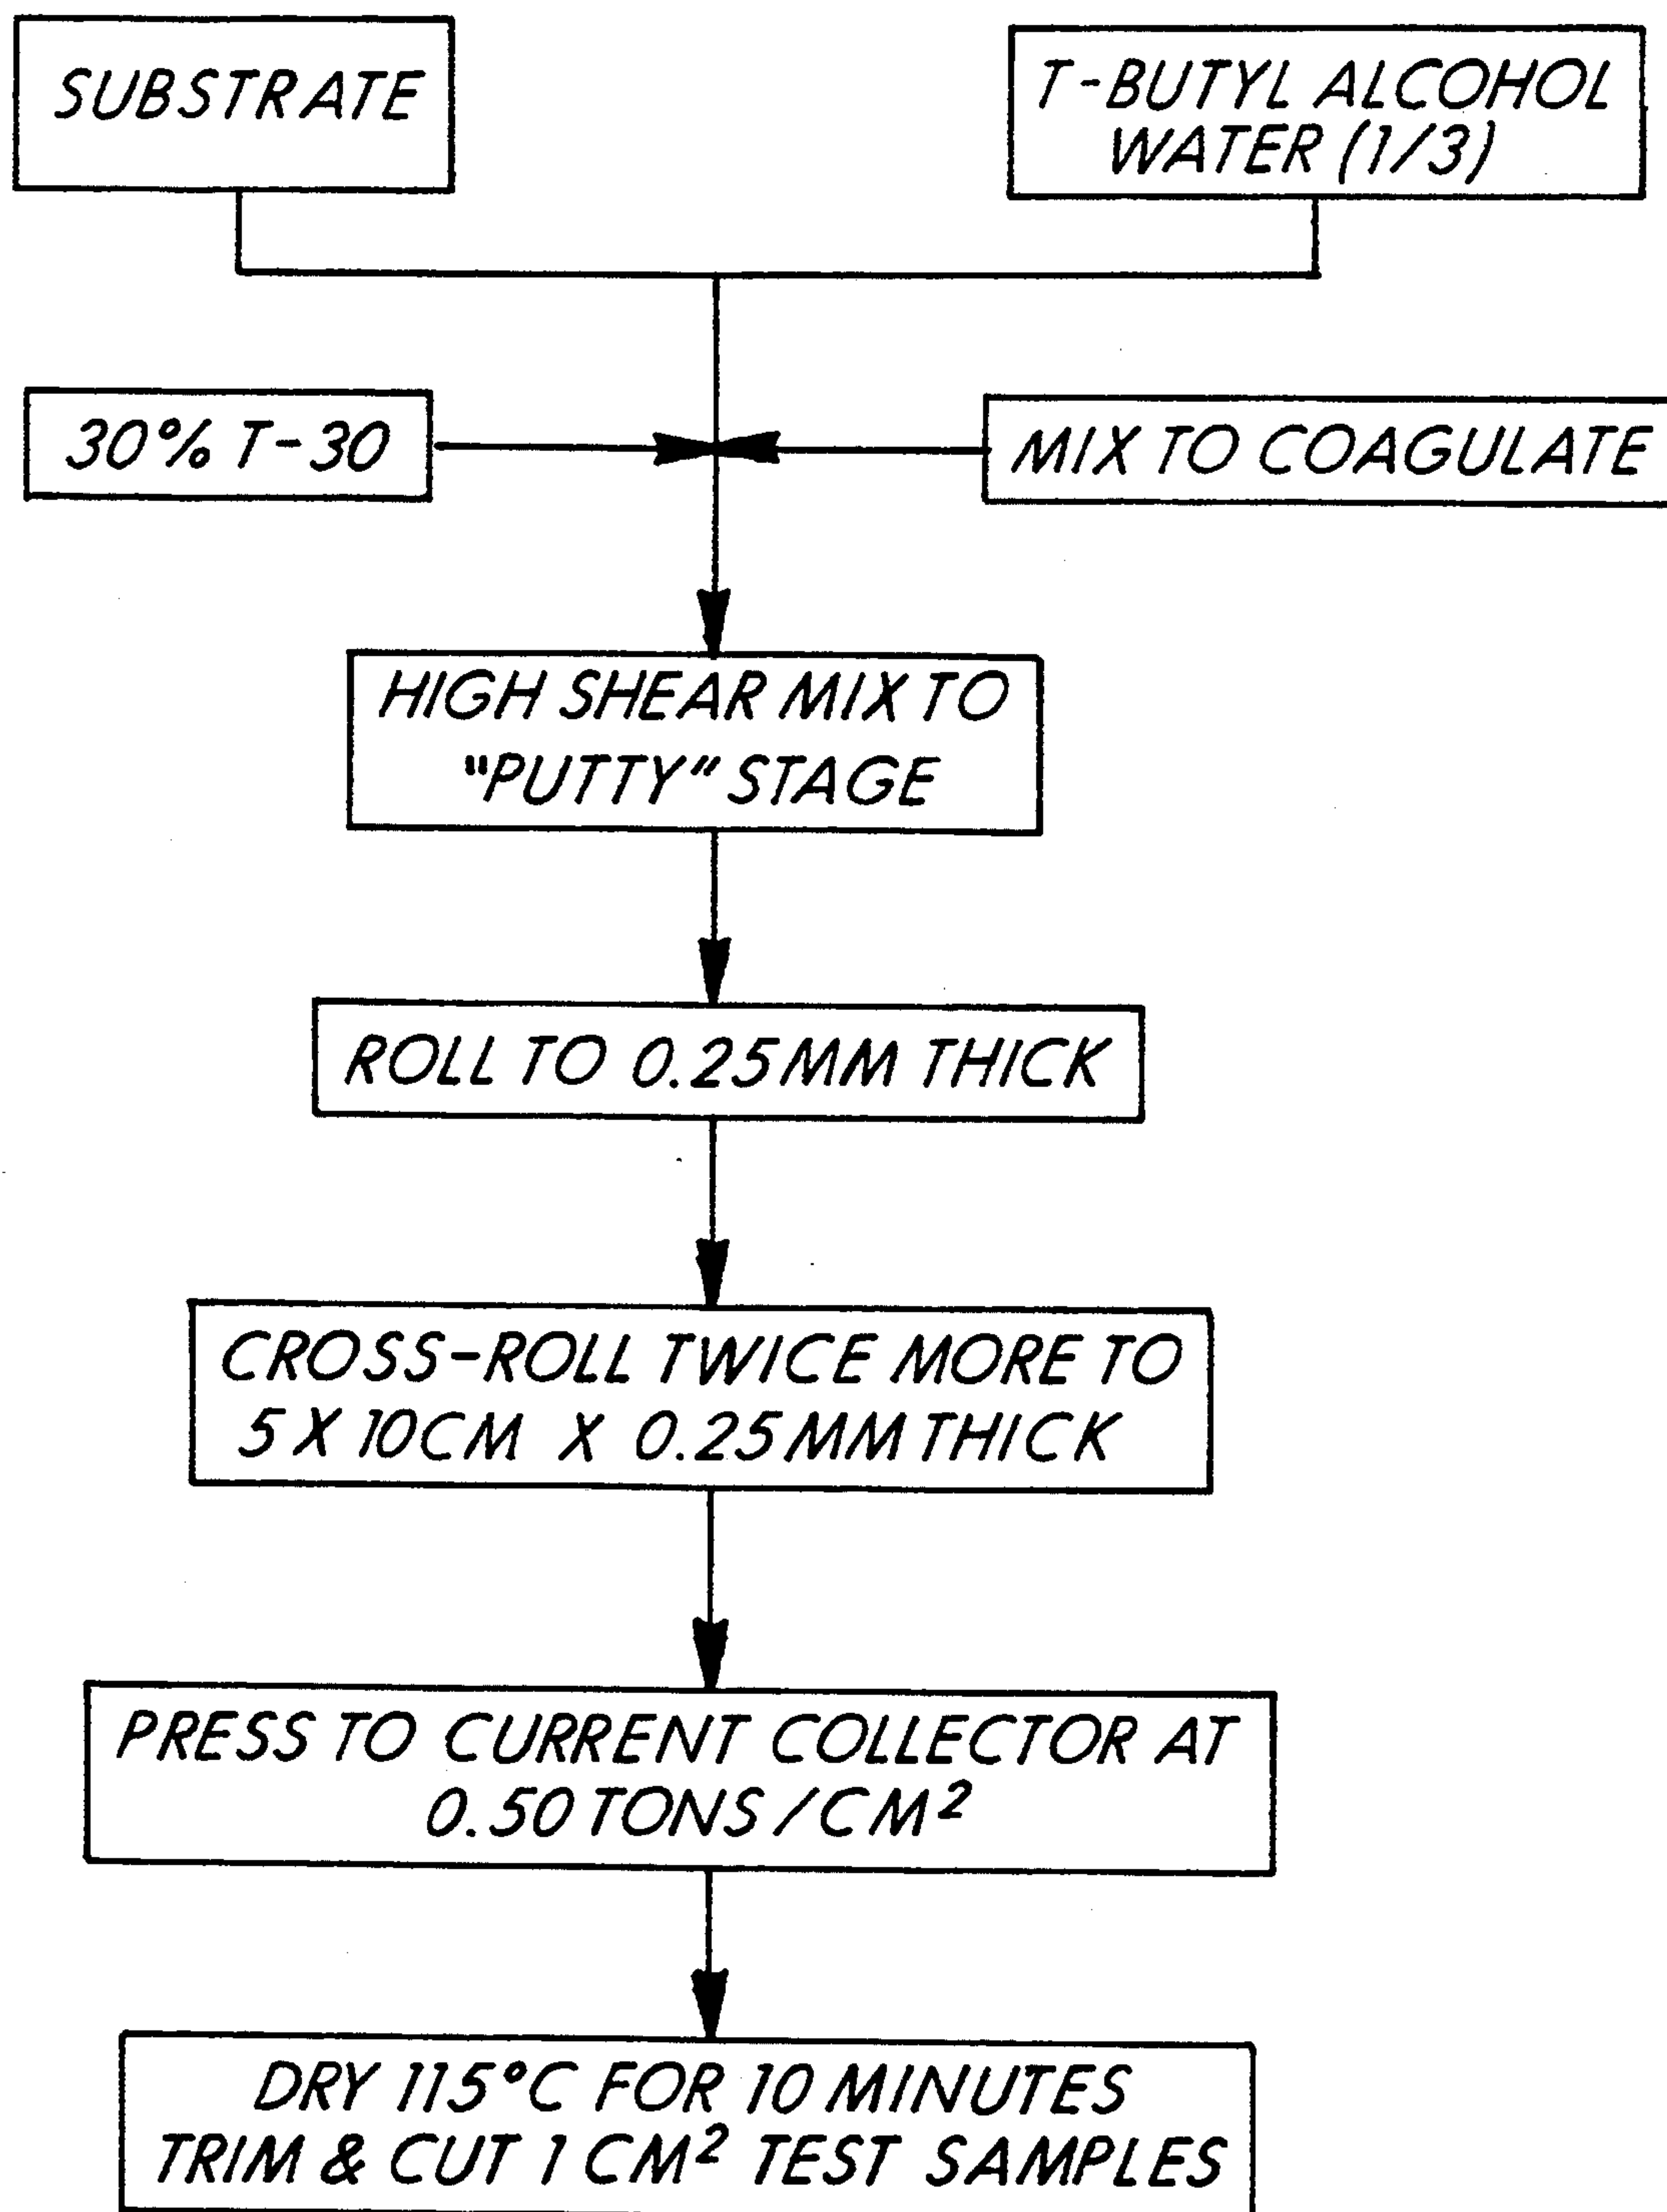 SUBSTRATE
T-BUTYL ALCOHOL
WATER (1/3)
30% T-30
MIX TO COAGULATE
HIGH SHEAR MIX TO
"PUTTY" STAGE
ROLL TO 0.25MM THICK
CROSS-ROLL TWICE MORE TO
5 X 10CM X 0.25MM THICK
PRESS TO CURRENT COLLECTOR AT
0.50 TONS/CM²
DRY 115°C FOR 10 MINUTES
TRIM & CUT 1 CM² TEST SAMPLES